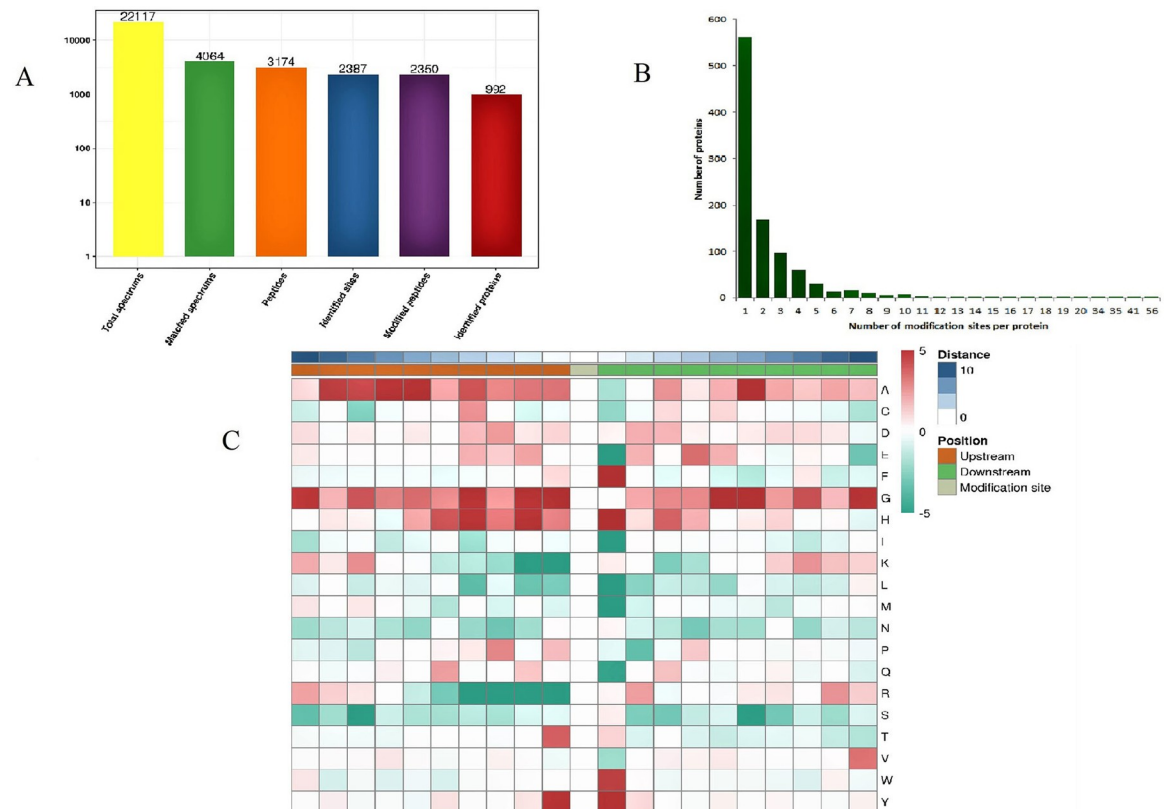 A
22117
4064
3174
2387
2350
992
10000
1000
100
10
1
Total spectrums
Matched spectrums
Peptides
Identified sites
Modified peptides
Identified proteins
B
600
500
400
300
200
100
0
Number of proteins
1 2 3 4 5 6 7 8 9 10 11 12 13 14 15 16 17 18 19 20 34 35 41 56
Number of modification sites per protein
C
5
0
-5
Distance
10
0
Position
Upstream
Downstream
Modification site
A
C
D
E
F
G
H
I
K
L
M
N
P
Q
R
S
T
V
W
Y